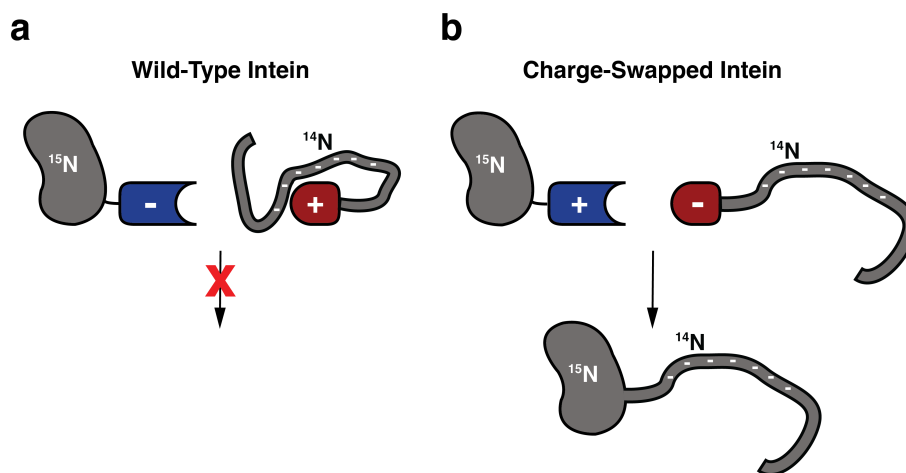 a
b
Wild-Type Intein
Charge-Swapped Intein
¹⁵N
-
¹⁴N
- - - - - -
+
X
¹⁵N
+
-
¹⁴N
- - - - - - -
¹⁵N
¹⁴N
- - - - - - -